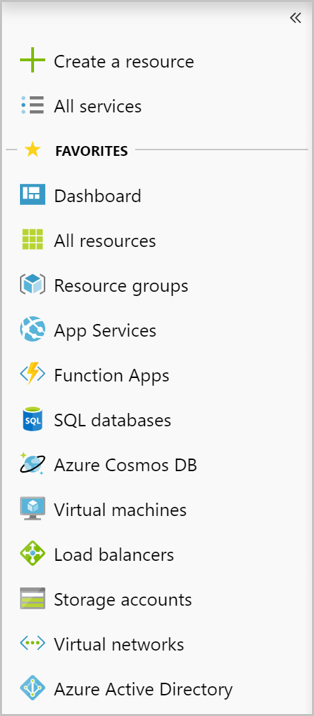 Create a resource
All services
FAVORITES
Dashboard
All resources
Resource groups
App Services
Function Apps
SQL
SQL databases
Azure Cosmos DB
Virtual machines
Load balancers
Storage accounts
Virtual networks
Azure Active Directory